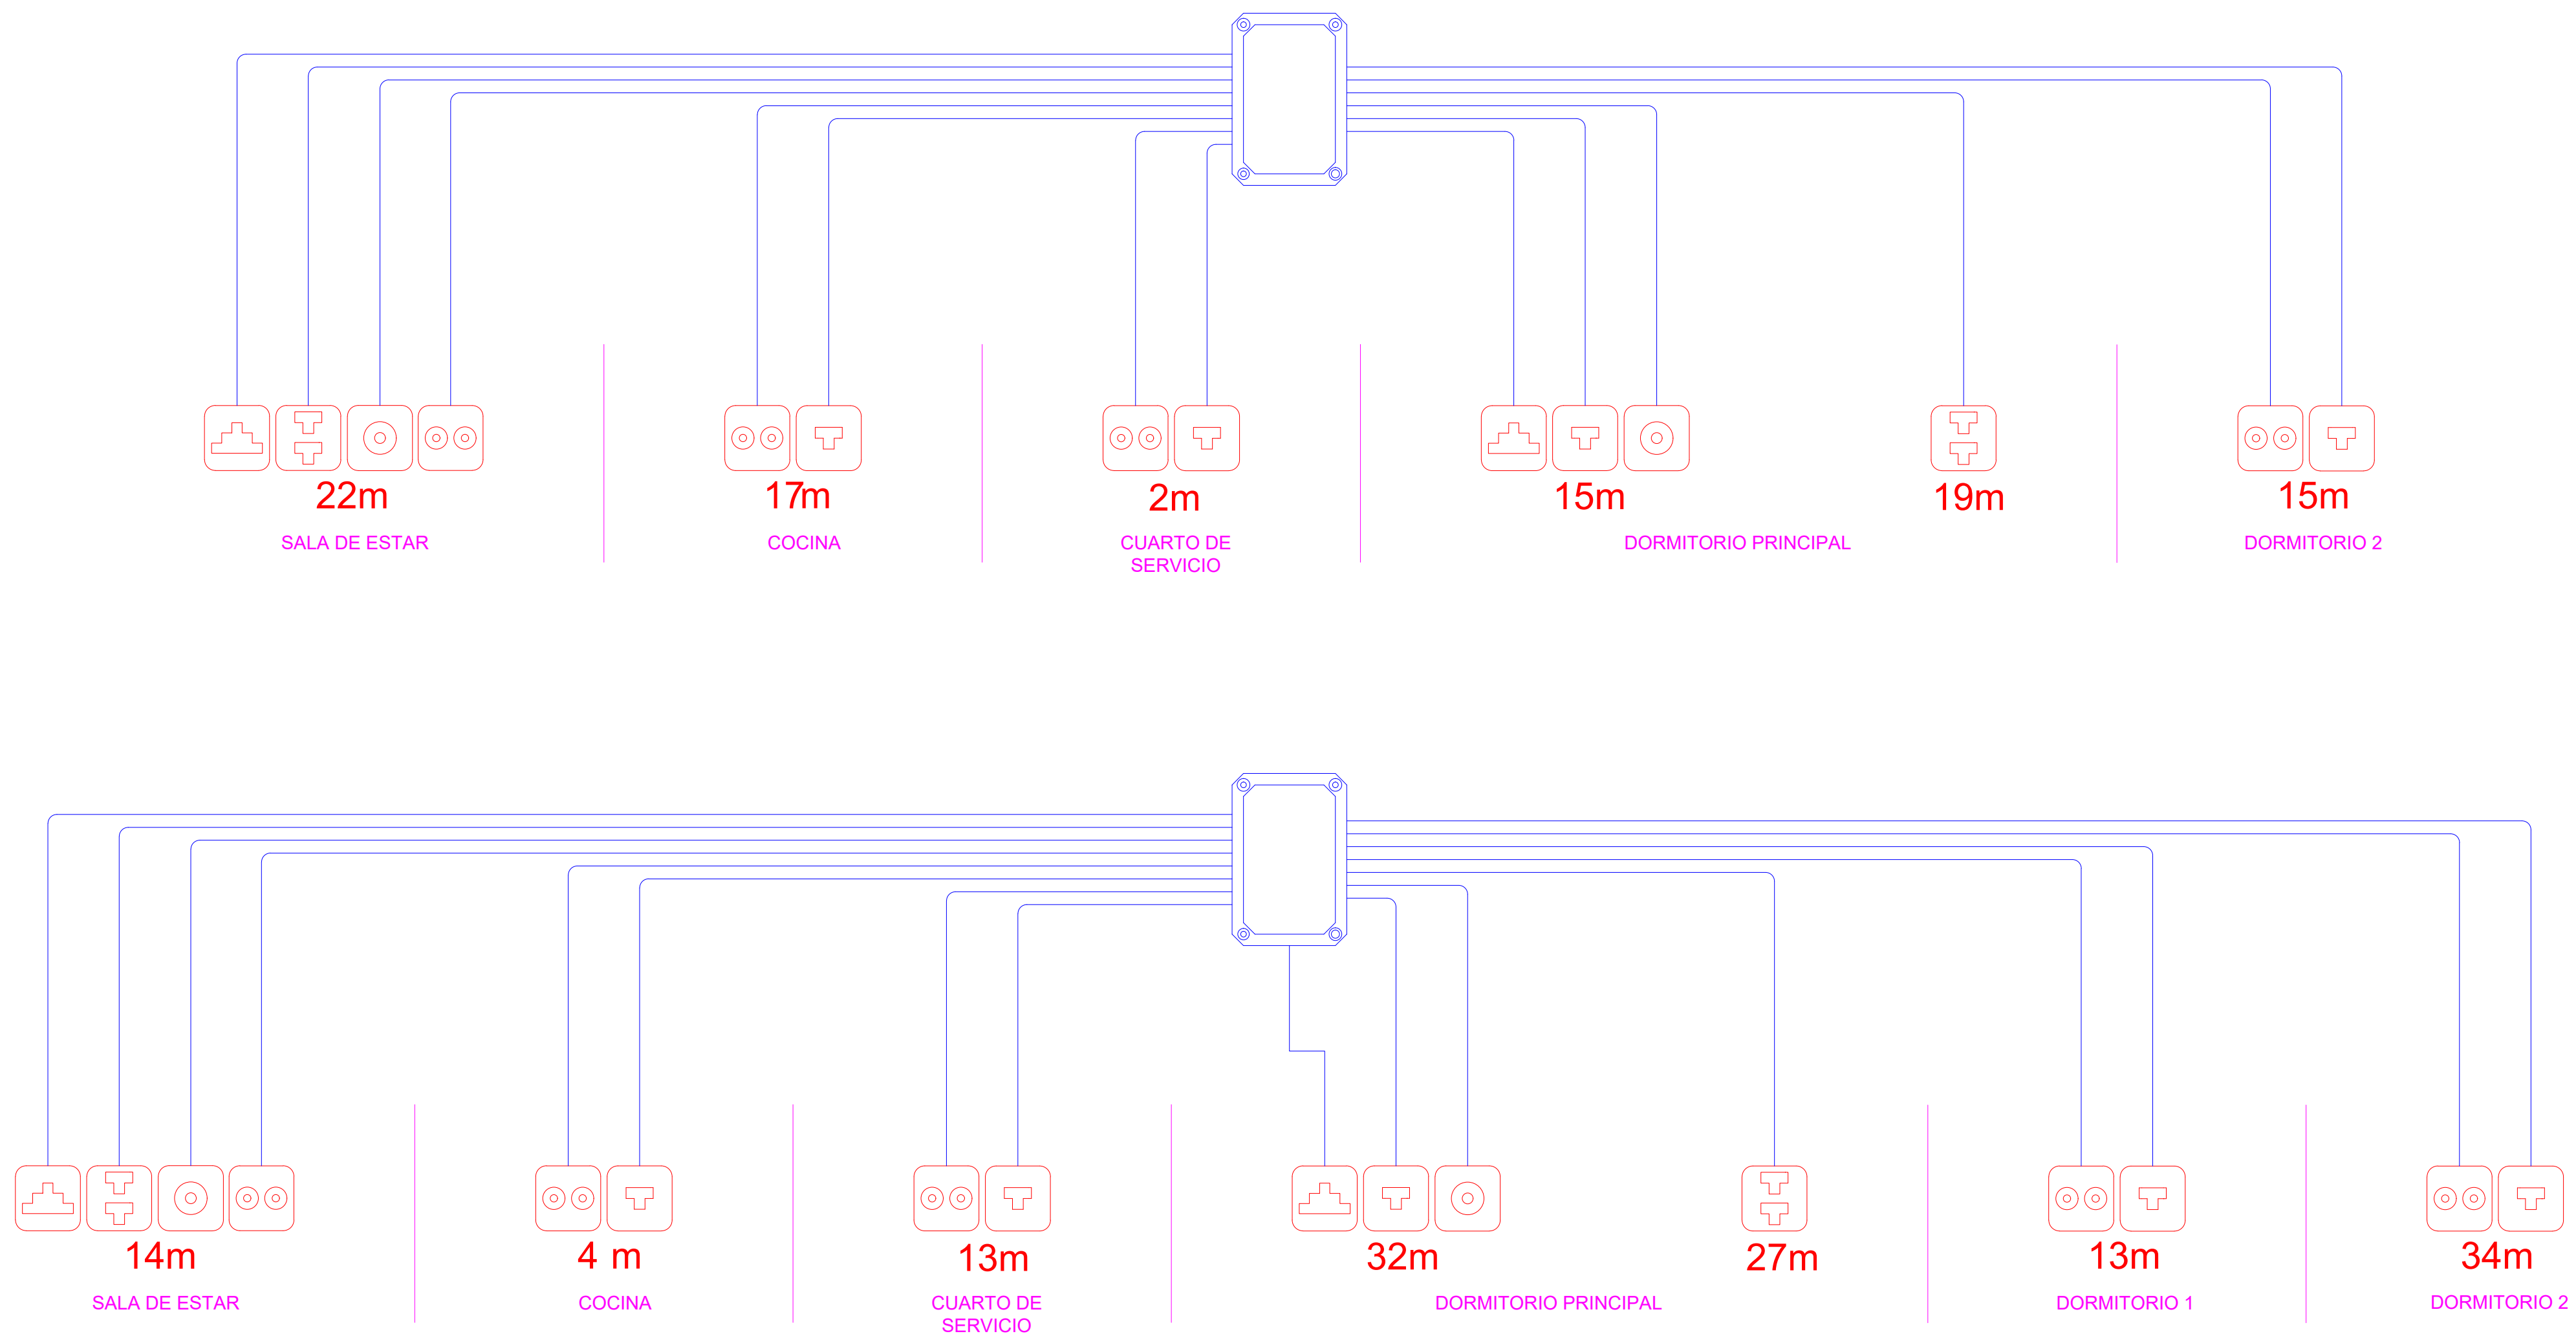 22m
17m
2m
15m
19m
15m
SALA DE ESTAR
COCINA
CUARTO DE
SERVICIO
DORMITORIO PRINCIPAL
DORMITORIO 2
14m
4 m
13m
32m
27m
13m
34m
SALA DE ESTAR
COCINA
CUARTO DE
SERVICIO
DORMITORIO PRINCIPAL
DORMITORIO 1
DORMITORIO 2